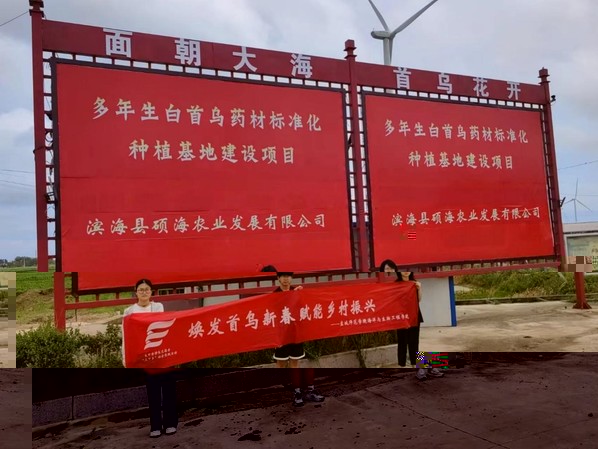 面朝大海 首乌花开
多年生白首乌药材标准化
种植基地建设项目
滨海县硕海农业发展有限公司
多年生白首乌药材标准化
种植基地建设项目
滨海县硕海农业发展有限公司
焕发首乌新春赋能乡村振兴